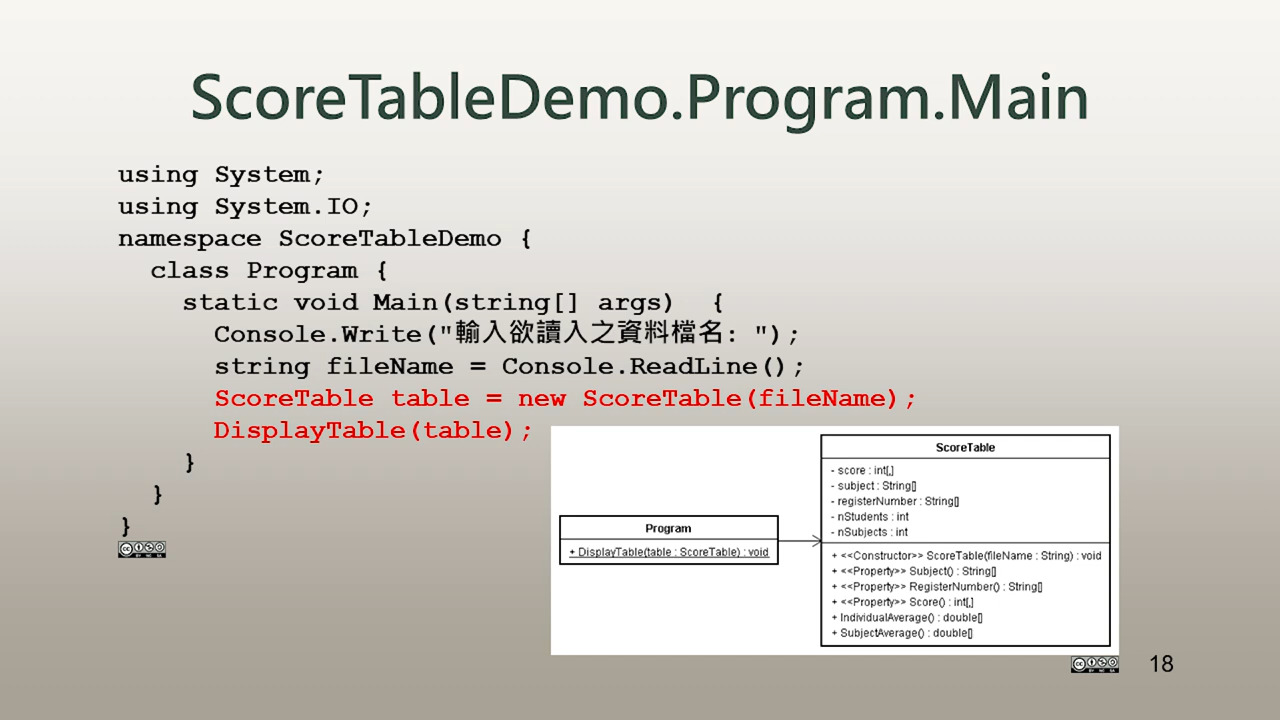 ScoreTableDemo.Program.Main
using System;
using System.IO;
namespace ScoreTableDemo {
class Program {
static void Main(string[] args)  {
Console.Write("輸入欲讀入之資料檔名: ");
string fileName = Console.ReadLine();
ScoreTable table = new ScoreTable(fileName);
DisplayTable(table);
}
}
}
Program
+ DisplayTable(table : ScoreTable) : void
ScoreTable
- score : int[,]
- subject : String[]
- registerNumber : String[]
- nStudents : int
- nSubjects : int
+ <<Constructor>> ScoreTable(fileName : String) : void
+ <<Property>> Subject() : String[]
+ <<Property>> RegisterNumber() : String[]
+ <<Property>> Score() : int[,]
+ IndividualAverage() : double[]
+ SubjectAverage() : double[]
18